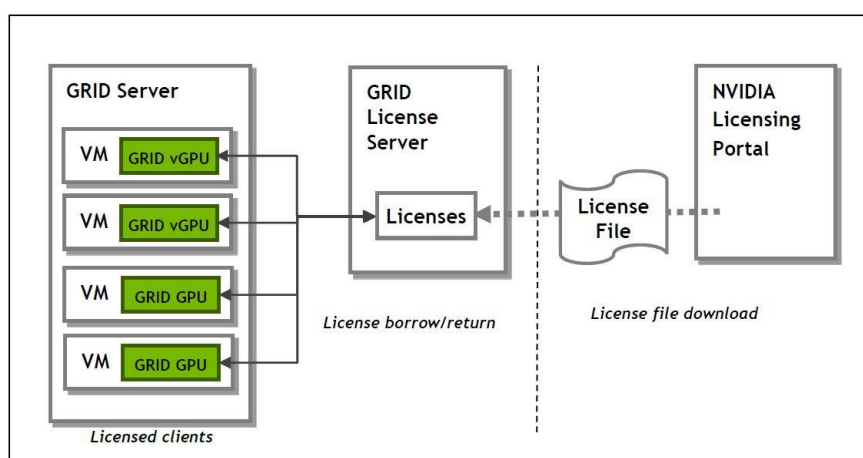 GRID Server
VM
GRID vGPU
VM
GRID vGPU
VM
GRID GPU
VM
GRID GPU
Licensed clients
GRID
License
Server
Licenses
License borrow/return
License
File
License file download
NVIDIA
Licensing
Portal